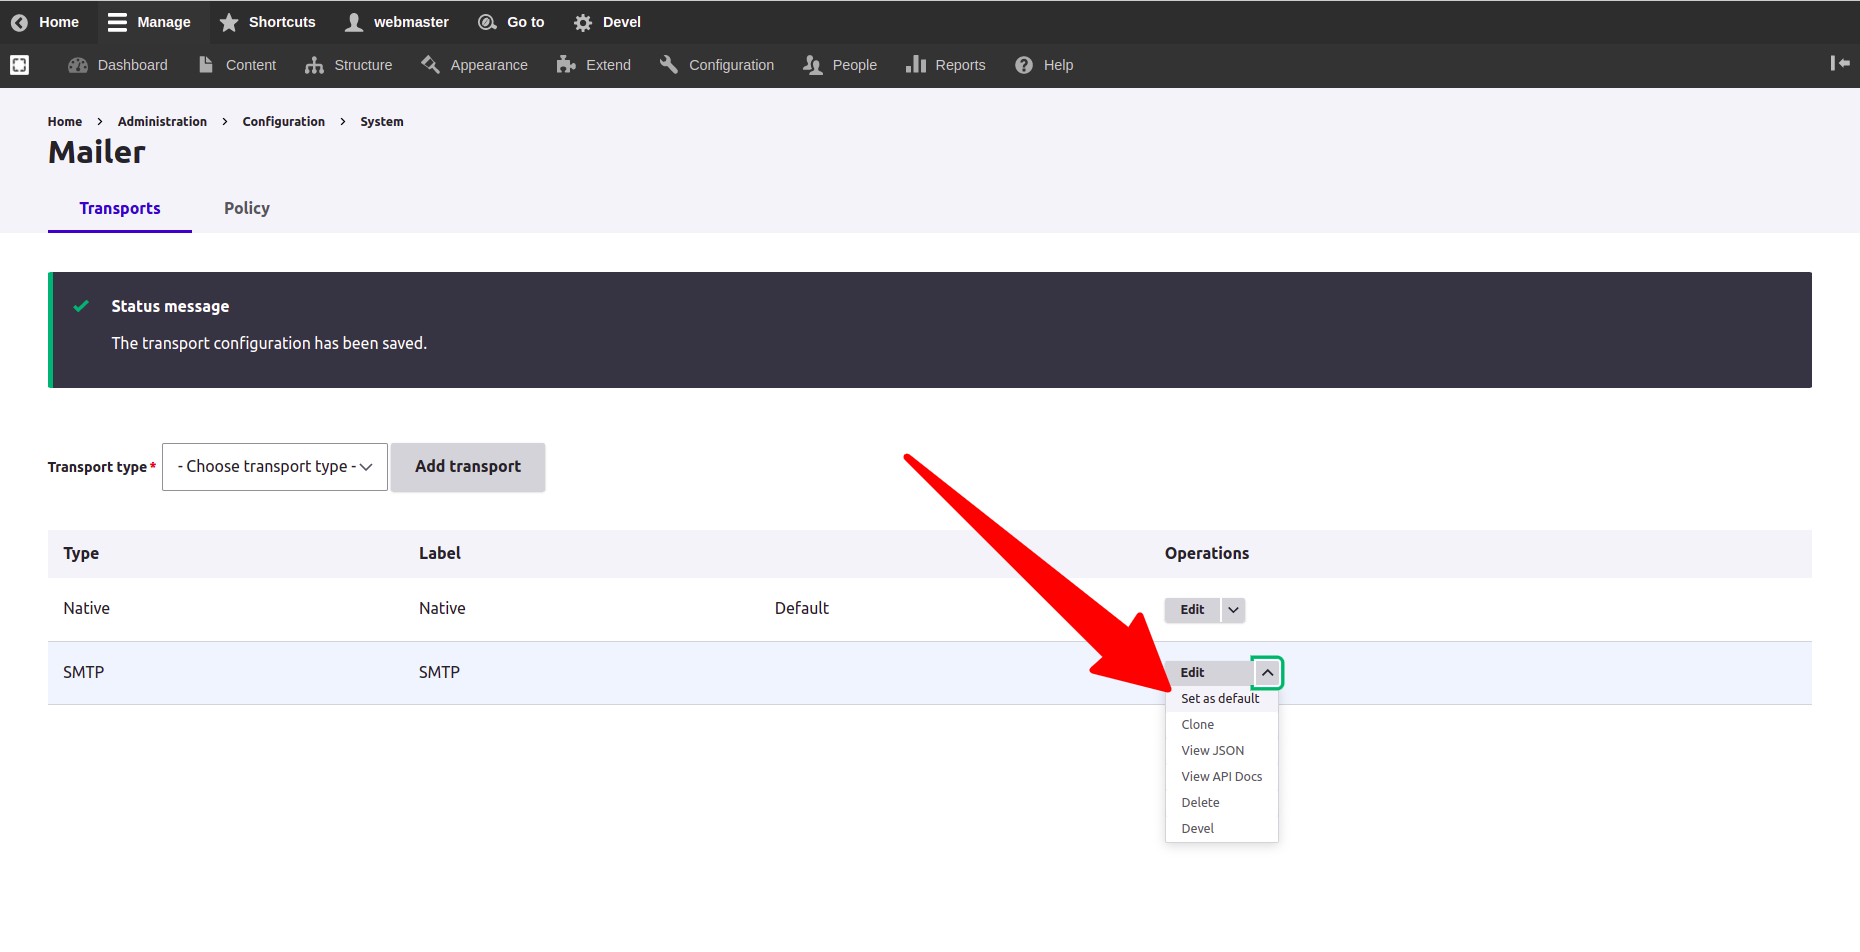 Home Manage Shortcuts webmaster Go to Devel
Dashboard Content Structure Appearance Extend Configuration People Reports Help
Home Administration Configuration System
Mailer
Transports Policy
Status message
The transport configuration has been saved.
Transport type* - Choose transport type - Add transport
Type Label Operations
Native Native Default Edit
SMTP SMTP Edit
Set as default
Clone
View JSON
View API Docs
Delete
Devel